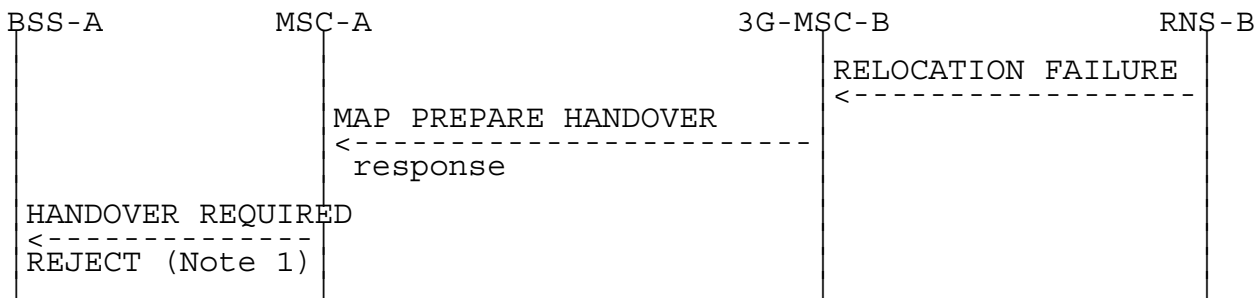 BSS-A MSC-A 3G-MSC-B RNS-B
RELOCATION FAILURE
MAP PREPARE HANDOVER
response
HANDOVER REQUIRED
REJECT (Note 1)